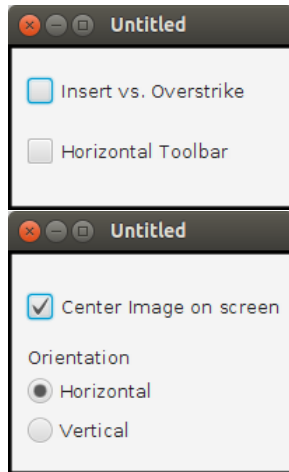 Untitled
Insert vs. Overstrike
Horizontal Toolbar
Untitled
Center Image on screen
Orientation
Horizontal
Vertical